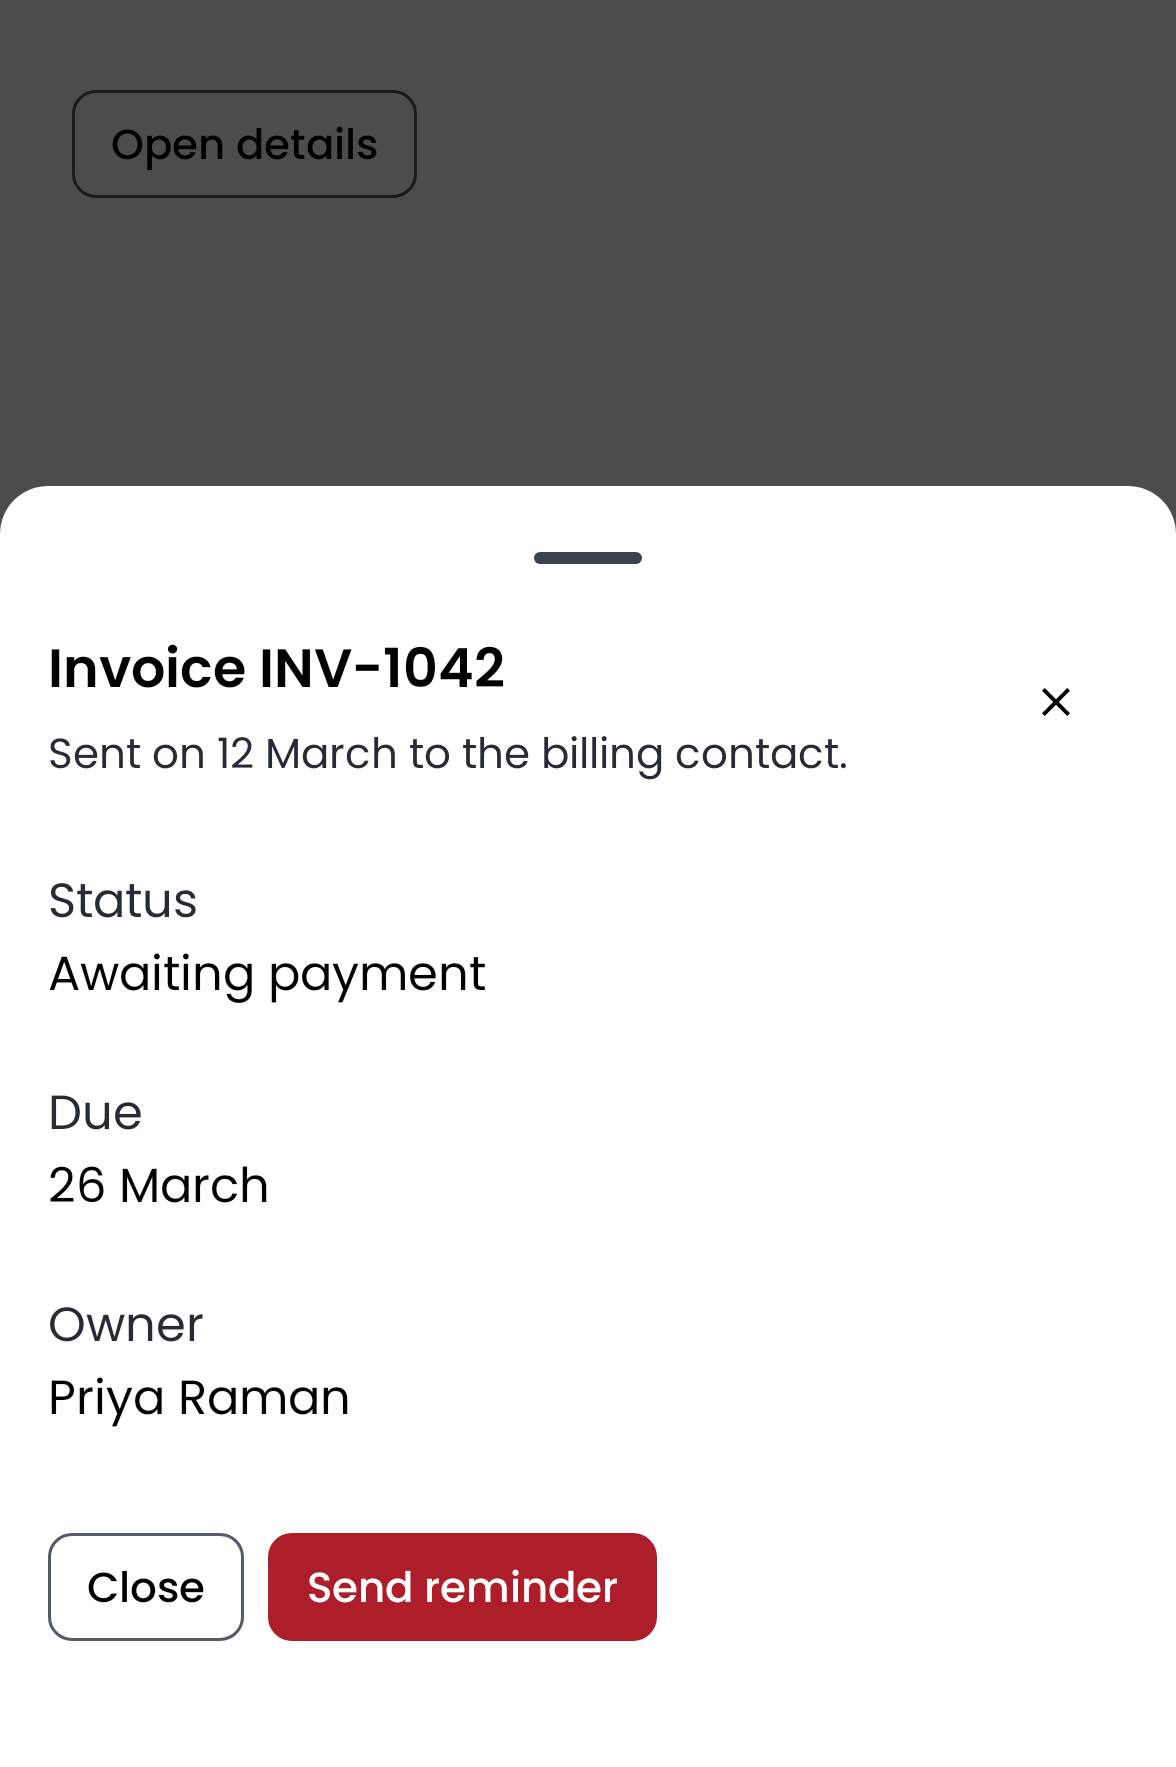 Open details
Invoice INV-1042
Sent on 12 March to the billing contact.
Status
Awaiting payment
Due
26 March
Owner
Priya Raman
Close
Send reminder